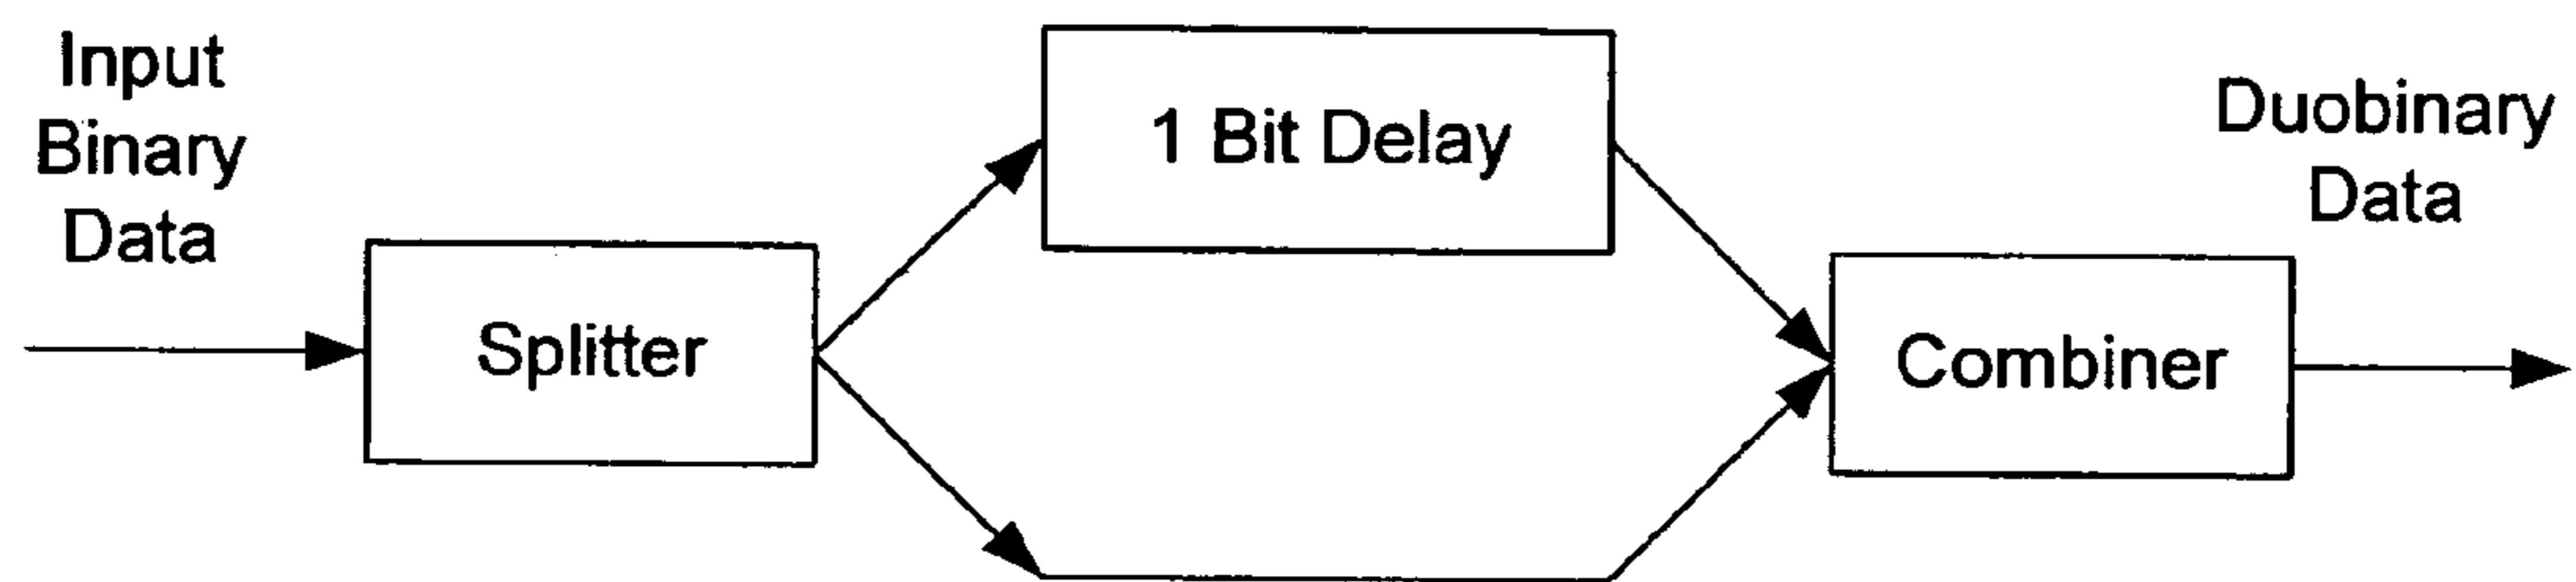 Input
Binary
Data
Splitter
1 Bit Delay
Combiner
Duobinary
Data